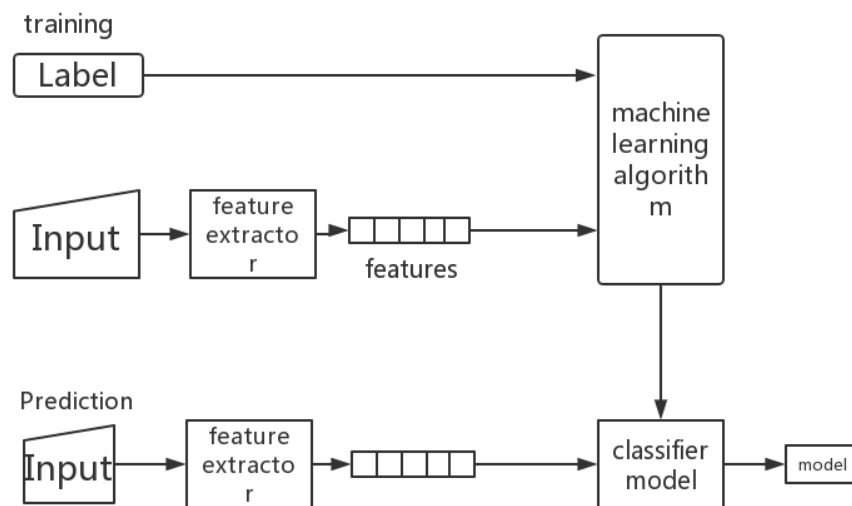 training
Label
machine
learning
algorith
m
Input
feature
extracto
r
features
Prediction
Input
feature
extracto
r
classifier
model
model